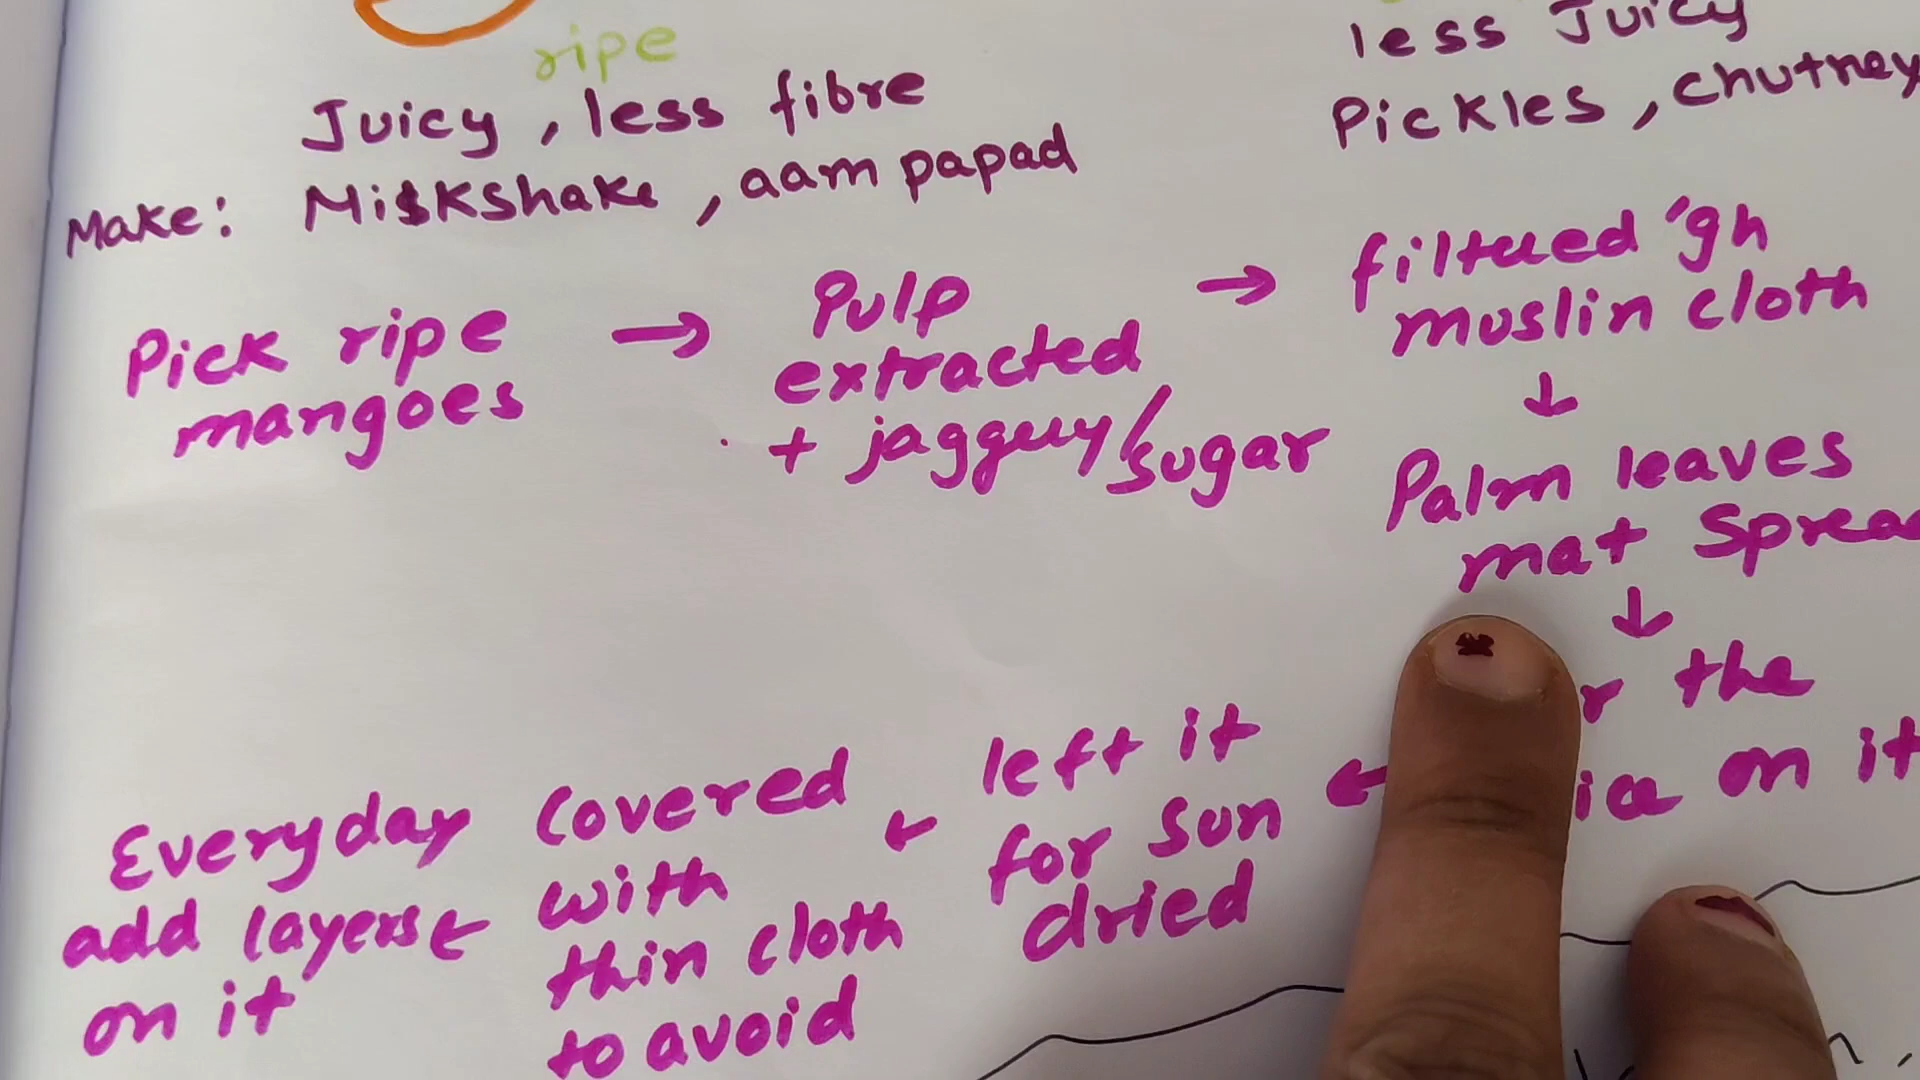 ripe
Juicy, less fibre
Make: Milkshake, aam papad
less Juicy
Pickles, chutney
Pick ripe
mangoes
→ Pulp
extracted
+ jaggery/sugar
→ filtered 'gh
muslin cloth
↓
Palm leaves
mat
↓
the
on it
← left it
for sun
dried
← covered
with
thin cloth
to avoid
← Everyday
add layers
on it